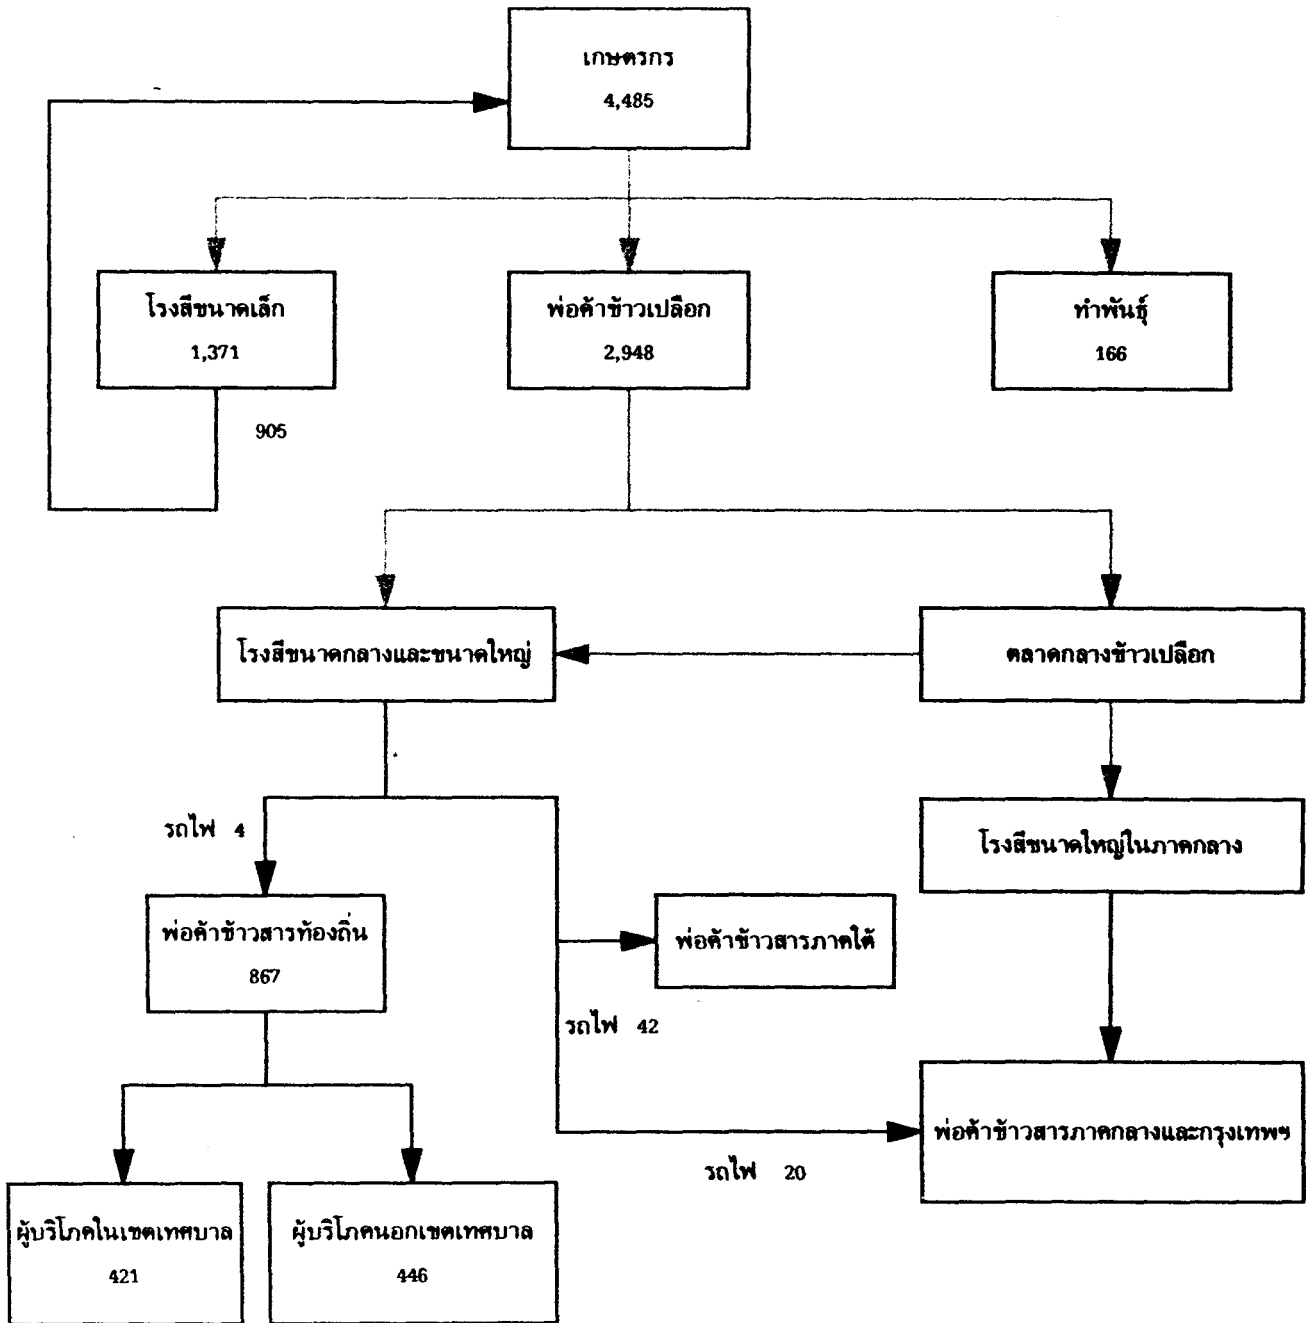 เกษตรกร
4,485
โรงสีขนาดเล็ก
1,371
พ่อค้าข้าวเปลือก
2,948
ทำพันธุ์
166
905
โรงสีขนาดกลางและขนาดใหญ่
ตลาดกลางข้าวเปลือก
รถไฟ 4
โรงสีขนาดใหญ่ในภาคกลาง
พ่อค้าข้าวสารท้องถิ่น
867
พ่อค้าข้าวสารภาคใต้
รถไฟ 42
พ่อค้าข้าวสารภาคกลางและกรุงเทพฯ
รถไฟ 20
ผู้บริโภคในเขตเทศบาล
421
ผู้บริโภคนอกเขตเทศบาล
446